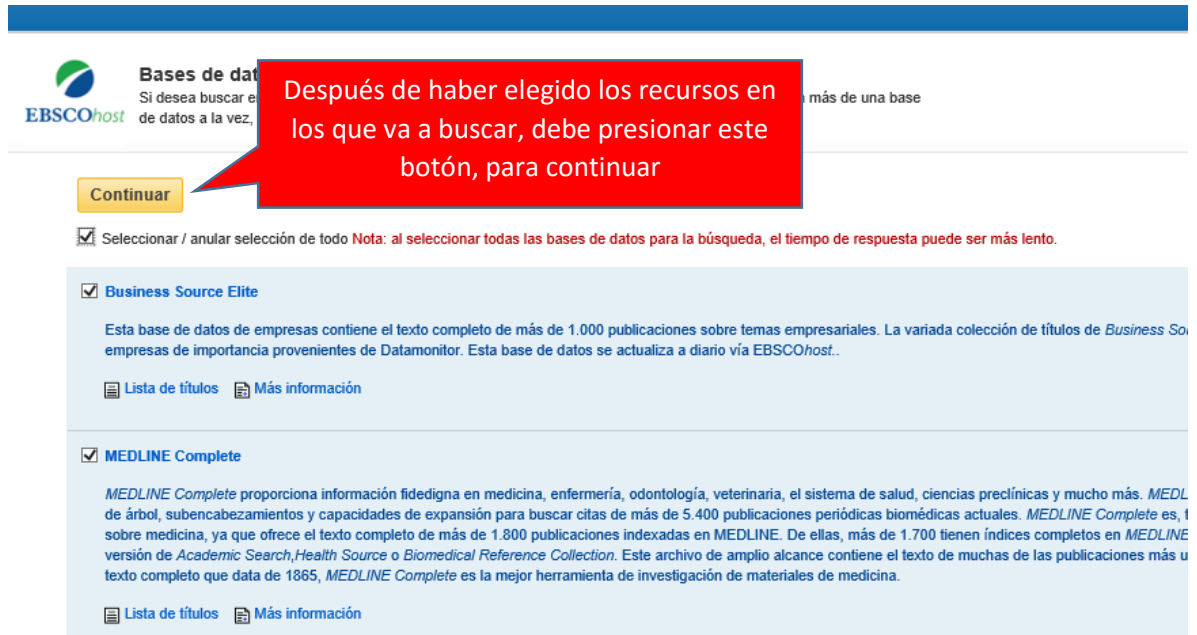 EBSCOhost
Bases de dat
Si desea buscar e
más de una base
de datos a la vez,
Después de haber elegido los recursos en
los que va a buscar, debe presionar este
botón, para continuar
Continuar
Seleccionar / anular selección de todo Nota: al seleccionar todas las bases de datos para la búsqueda, el tiempo de respuesta puede ser más lento.
Business Source Elite
Esta base de datos de empresas contiene el texto completo de más de 1.000 publicaciones sobre temas empresariales. La variada colección de títulos de Business Sou
empresas de importancia provenientes de Datamonitor. Esta base de datos se actualiza a diario vía EBSCOhost..
Lista de títulos Más información
MEDLINE Complete
MEDLINE Complete proporciona información fidedigna en medicina, enfermería, odontología, veterinaria, el sistema de salud, ciencias preclínicas y mucho más. MEDL
de árbol, subencabezamientos y capacidades de expansión para buscar citas de más de 5.400 publicaciones periódicas biomédicas actuales. MEDLINE Complete es, t
sobre medicina, ya que ofrece el texto completo de más de 1.800 publicaciones indexadas en MEDLINE. De ellas, más de 1.700 tienen índices completos en MEDLINE
versión de Academic Search,Health Source o Biomedical Reference Collection. Este archivo de amplio alcance contiene el texto de muchas de las publicaciones más u
texto completo que data de 1865, MEDLINE Complete es la mejor herramienta de investigación de materiales de medicina.
Lista de títulos Más información